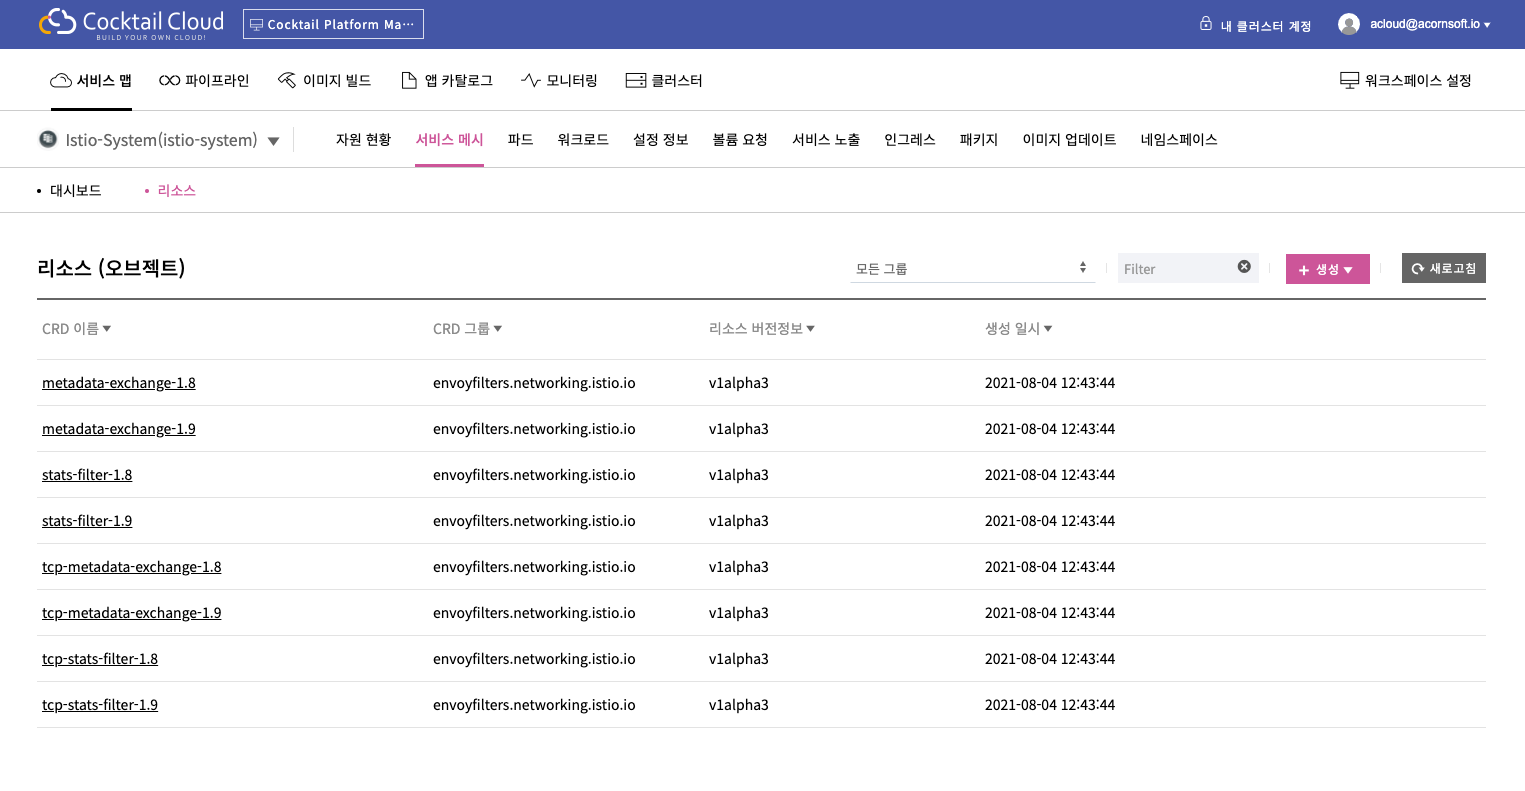 Cocktail Cloud
BUILD YOUR OWN CLOUD!
Cocktail Platform Ma···
내 클러스터 계정
acloud@acornsoft.io
서비스 맵 파이프라인 이미지 빌드 앱 카탈로그 모니터링 클러스터 워크스페이스 설정
Istio-System(istio-system) 자원 현황 서비스 메시 파드 워크로드 설정 정보 볼륨 요청 서비스 노출 인그레스 패키지 이미지 업데이트 네임스페이스
• 대시보드 • 리소스
리소스 (오브젝트) 모든 그룹 Filter + 생성 새로고침
CRD 이름 CRD 그룹 리소스 버전정보 생성 일시
metadata-exchange-1.8 envoyfilters.networking.istio.io v1alpha3 2021-08-04 12:43:44
metadata-exchange-1.9 envoyfilters.networking.istio.io v1alpha3 2021-08-04 12:43:44
stats-filter-1.8 envoyfilters.networking.istio.io v1alpha3 2021-08-04 12:43:44
stats-filter-1.9 envoyfilters.networking.istio.io v1alpha3 2021-08-04 12:43:44
tcp-metadata-exchange-1.8 envoyfilters.networking.istio.io v1alpha3 2021-08-04 12:43:44
tcp-metadata-exchange-1.9 envoyfilters.networking.istio.io v1alpha3 2021-08-04 12:43:44
tcp-stats-filter-1.8 envoyfilters.networking.istio.io v1alpha3 2021-08-04 12:43:44
tcp-stats-filter-1.9 envoyfilters.networking.istio.io v1alpha3 2021-08-04 12:43:44